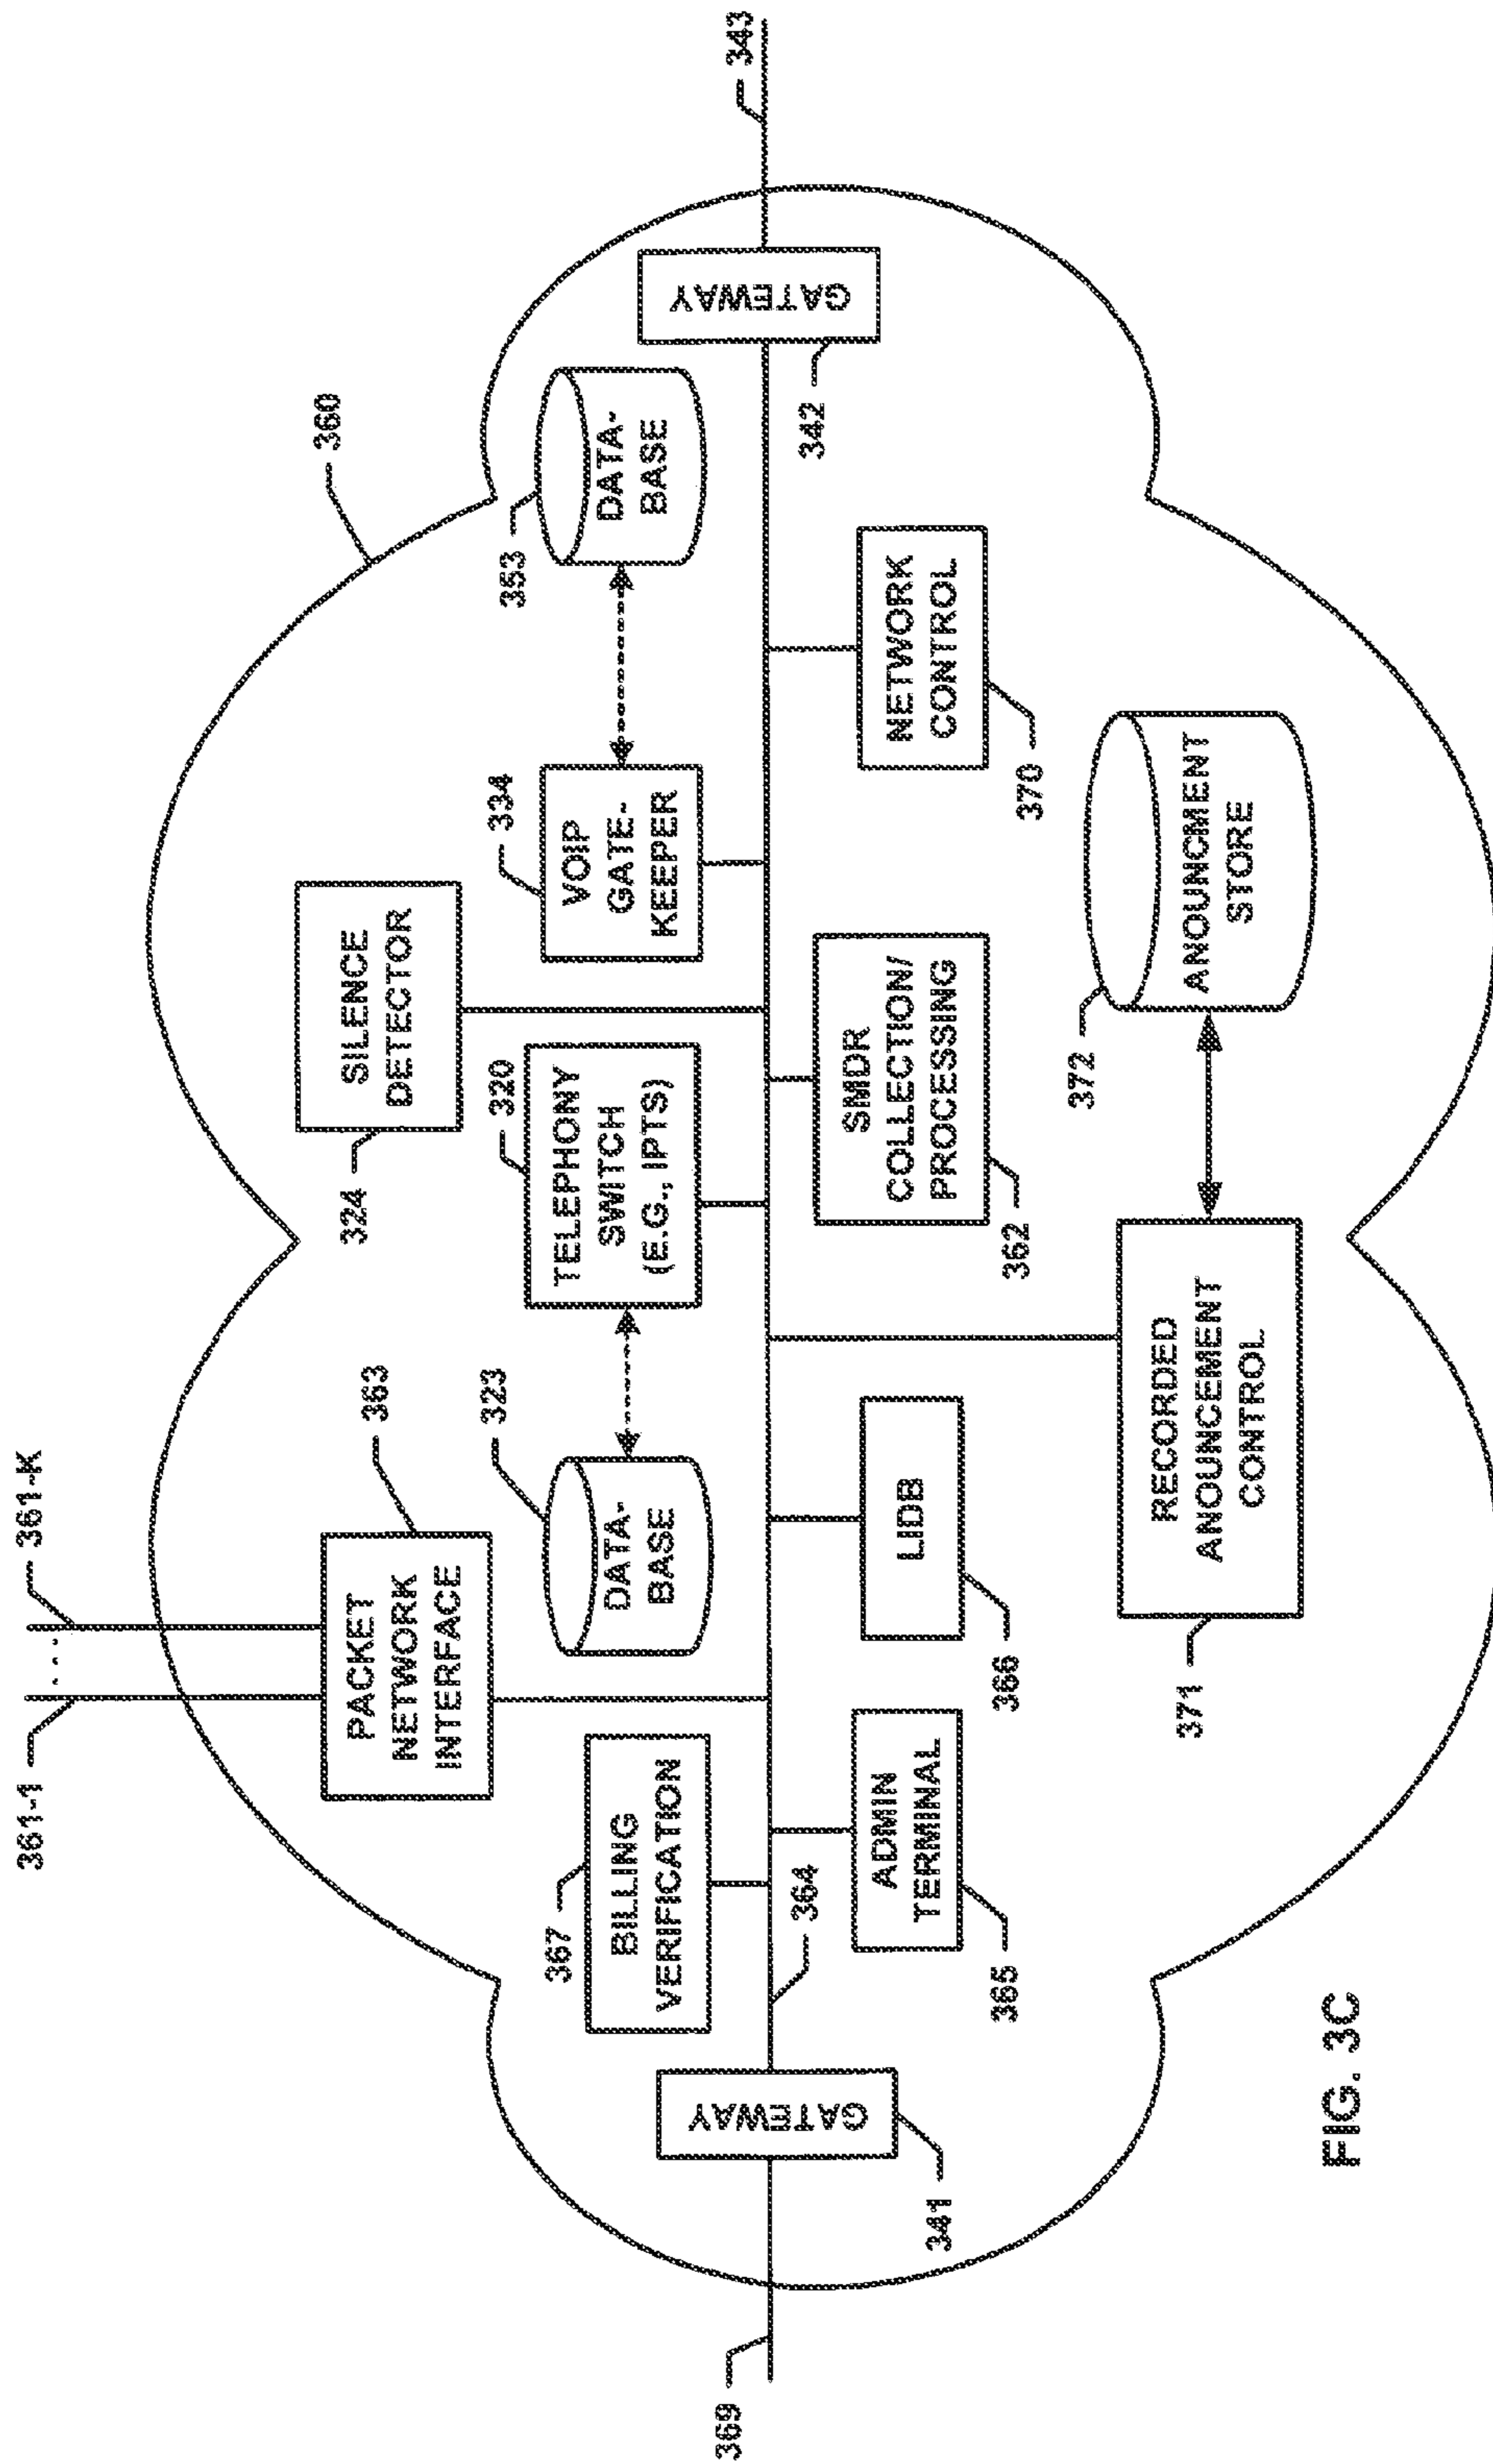 361-1
361-K
363
PACKET
NETWORK
INTERFACE
324
SILENCE
DETECTOR
360
367
BILLING
VERIFICATION
323
DATA-
BASE
320
TELEPHONY
SWITCH
(E.G., IPTS)
334
VOIP
GATE-
KEEPER
353
DATA-
BASE
369
GATEWAY
341
364
343
GATEWAY
342
ADMIN
TERMINAL
365
LIDB
366
SMDR
COLLECTION/
PROCESSING
362
NETWORK
CONTROL
370
RECORDED
ANOUNCEMENT
CONTROL
371
372
ANOUNCMENT
STORE
FIG. 3C